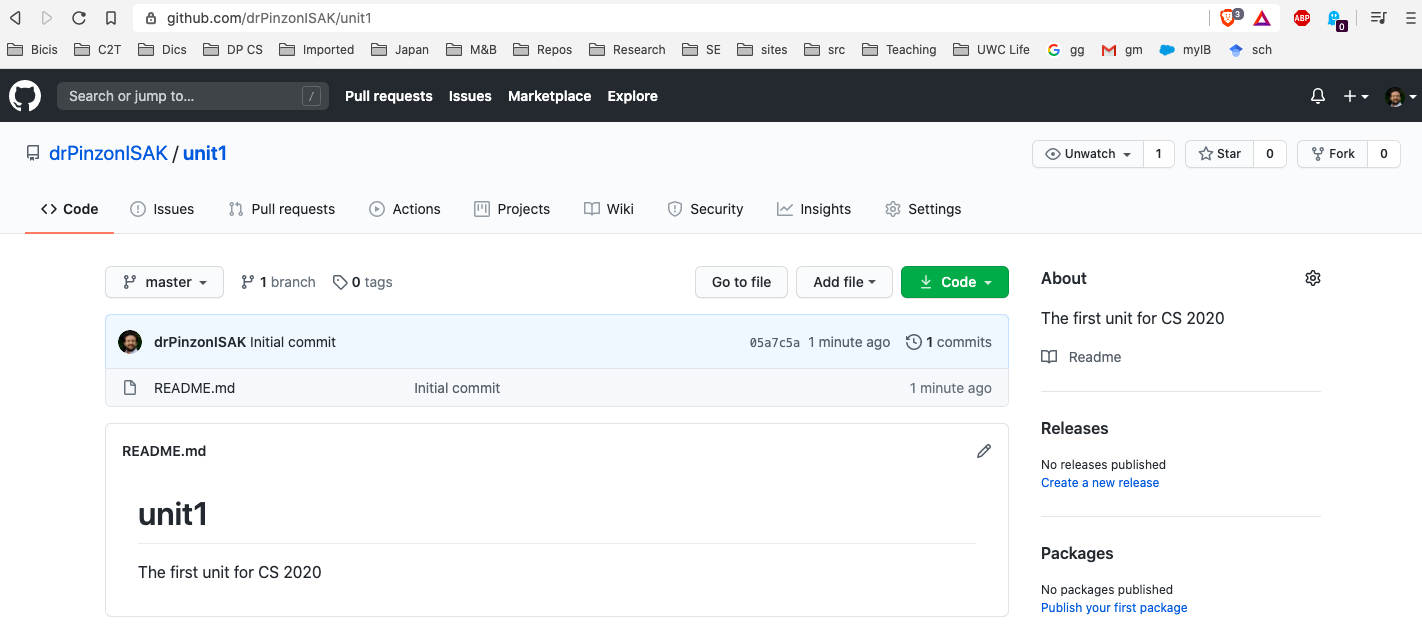 github.com/drPinzonISAK/unit1
3 ABP 0
Bicis C2T Dics DP CS Imported Japan M&B Repos Research SE sites src Teaching UWC Life G gg gm myIB sch
Search or jump to... / Pull requests Issues Marketplace Explore
drPinzonISAK / unit1 Unwatch 1 Star 0 Fork 0
Code Issues Pull requests Actions Projects Wiki Security Insights Settings
master 1 branch 0 tags Go to file Add file Code
drPinzonISAK Initial commit 05a7c5a 1 minute ago 1 commits
README.md Initial commit 1 minute ago
README.md
unit1
The first unit for CS 2020
About
The first unit for CS 2020
Readme
Releases
No releases published
Create a new release
Packages
No packages published
Publish your first package